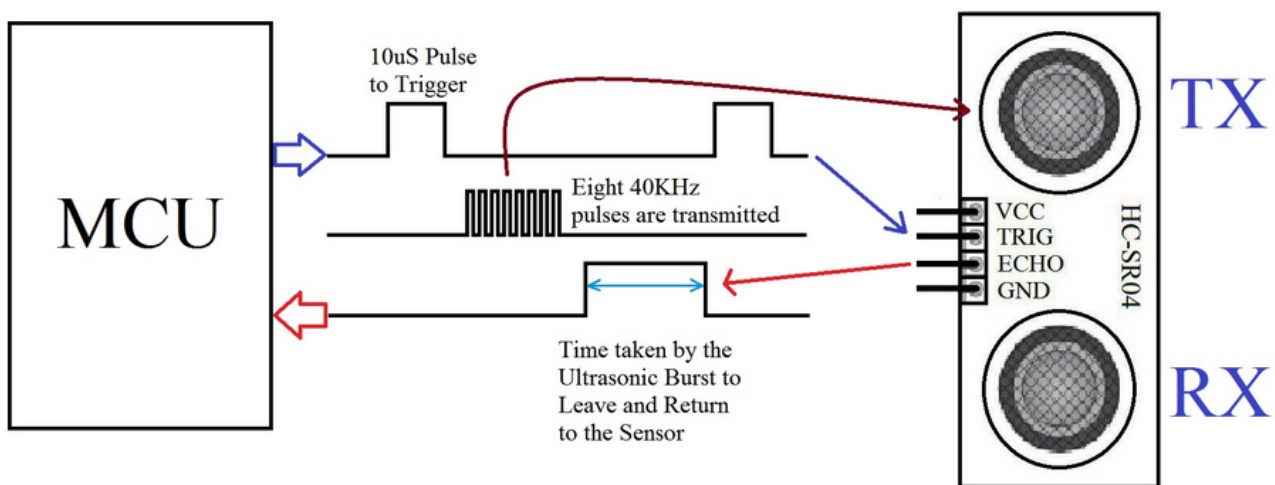 MCU
10uS Pulse
to Trigger
Eight 40KHz
pulses are transmitted
Time taken by the
Ultrasonic Burst to
Leave and Return
to the Sensor
VCC
TRIG
ECHO
GND
HC-SR04
TX
RX